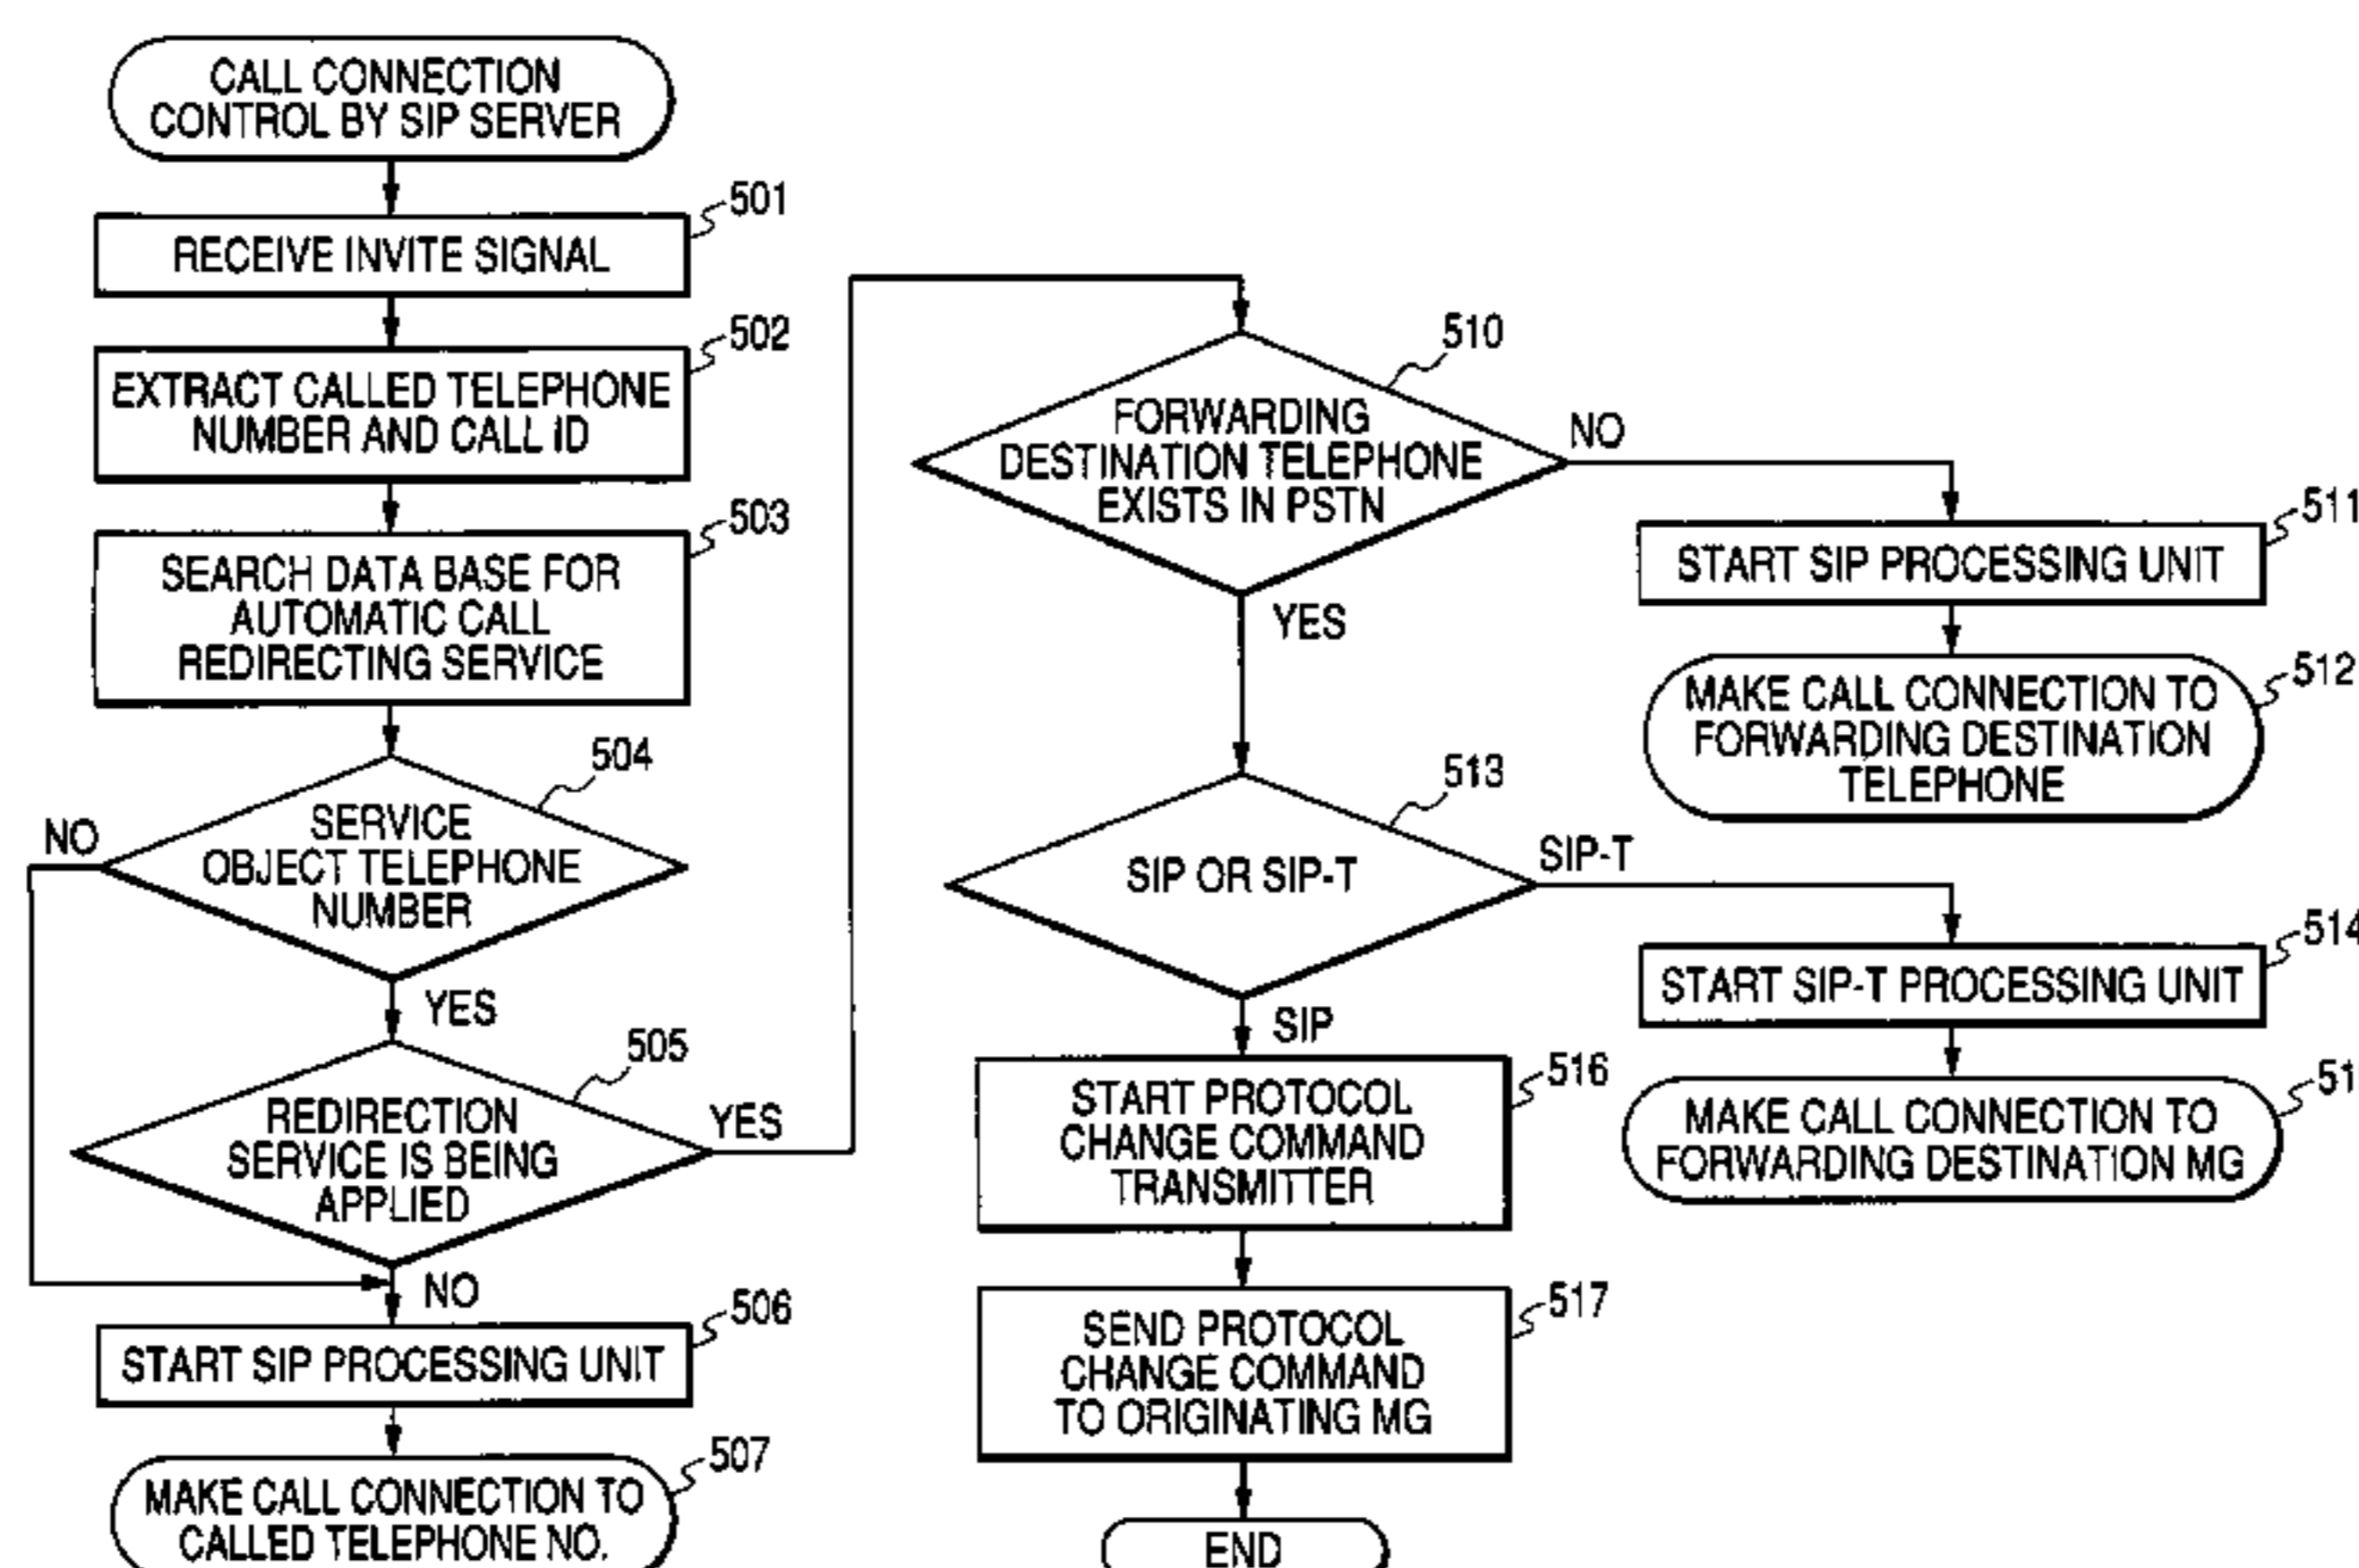 CALL CONNECTION
CONTROL BY SIP SERVER
501
RECEIVE INVITE SIGNAL
502
EXTRACT CALLED TELEPHONE
NUMBER AND CALL ID
503
SEARCH DATA BASE FOR
AUTOMATIC CALL
REDIRECTING SERVICE
504
NO
SERVICE
OBJECT TELEPHONE
NUMBER
YES
505
REDIRECTION
SERVICE IS BEING
APPLIED
YES
NO
506
START SIP PROCESSING UNIT
507
MAKE CALL CONNECTION TO
CALLED TELEPHONE NO.
510
FORWARDING
DESTINATION TELEPHONE
EXISTS IN PSTN
NO
YES
511
START SIP PROCESSING UNIT
512
MAKE CALL CONNECTION TO
FORWARDING DESTINATION
TELEPHONE
513
SIP OR SIP-T
SIP-T
SIP
514
START SIP-T PROCESSING UNIT
51
MAKE CALL CONNECTION TO
FORWARDING DESTINATION MG
516
START PROTOCOL
CHANGE COMMAND
TRANSMITTER
517
SEND PROTOCOL
CHANGE COMMAND
TO ORIGINATING MG
END